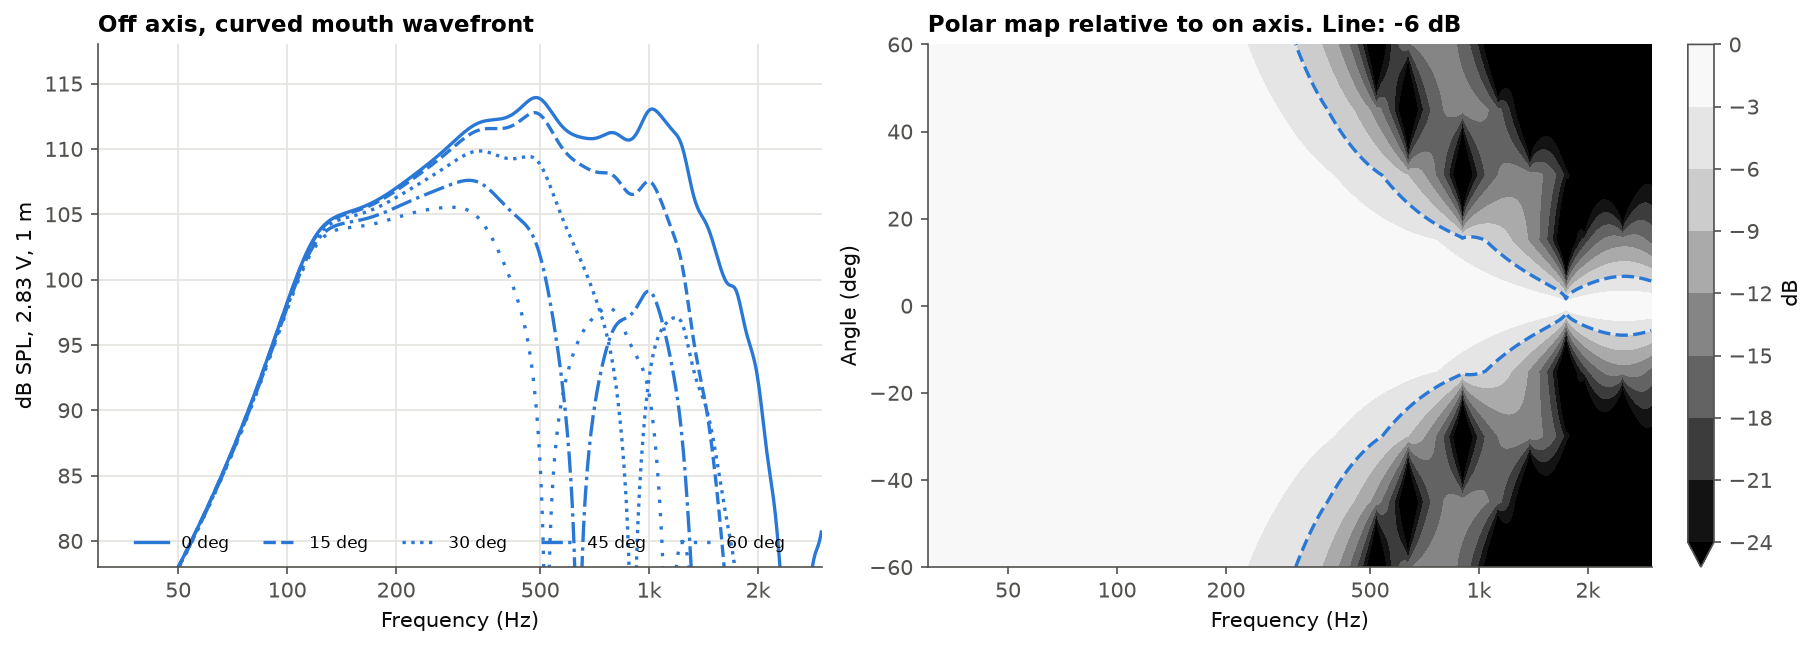 Off axis, curved mouth wavefront
dB SPL, 2.83 V, 1 m
115
110
105
100
95
90
85
80
0 deg
15 deg
30 deg
45 deg
60 deg
50
100
200
500
1k
2k
Frequency (Hz)
Polar map relative to on axis. Line: -6 dB
Angle (deg)
60
40
20
0
−20
−40
−60
50
100
200
500
1k
2k
Frequency (Hz)
0
−3
−6
−9
−12
−15
−18
−21
−24
dB